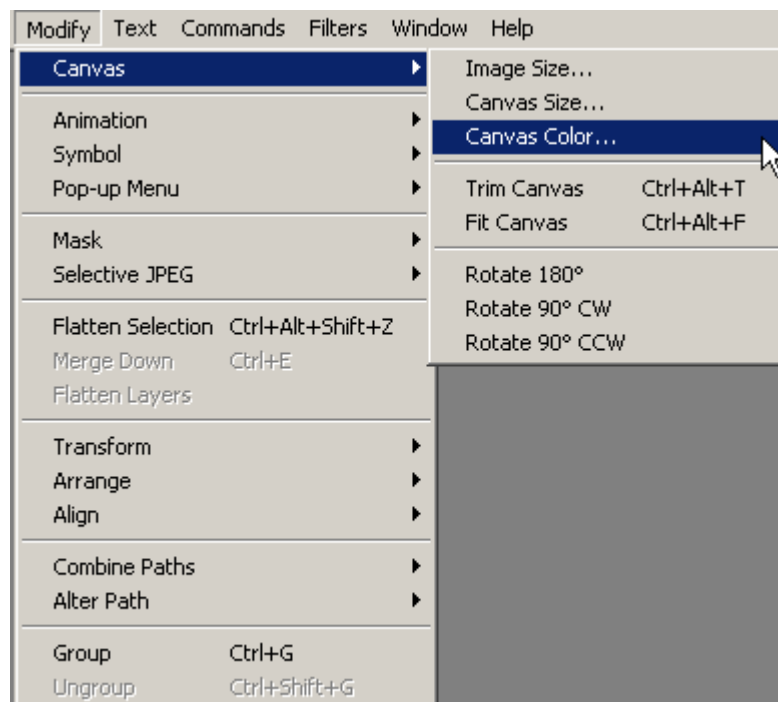 Modify Text Commands Filters Window Help
Canvas
Animation
Symbol
Pop-up Menu
Mask
Selective JPEG
Flatten Selection Ctrl+Alt+Shift+Z
Merge Down Ctrl+E
Flatten Layers
Transform
Arrange
Align
Combine Paths
Alter Path
Group Ctrl+G
Ungroup Ctrl+Shift+G
Image Size...
Canvas Size...
Canvas Color...
Trim Canvas Ctrl+Alt+T
Fit Canvas Ctrl+Alt+F
Rotate 180°
Rotate 90° CW
Rotate 90° CCW